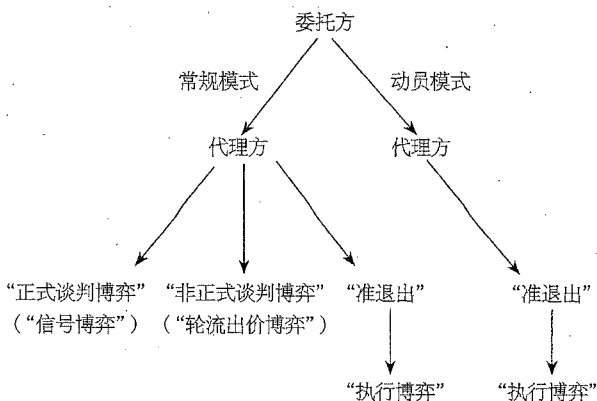 委托方
常规模式 动员模式
代理方 代理方
“正式谈判博弈” “非正式谈判博弈” “准退出” “准退出”
（“信号博弈”） （“轮流出价博弈”）
“执行博弈” “执行博弈”